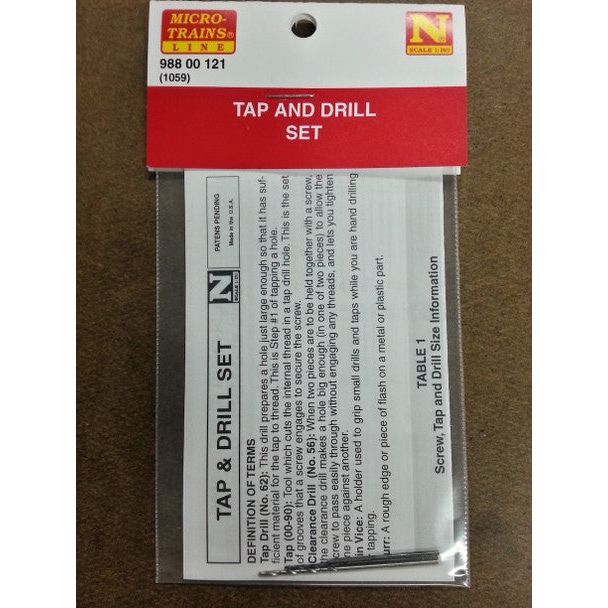 MICRO-
TRAINS®
LINE
988 00 121
(1059)
N®
SCALE 1:160
TAP AND DRILL
SET
TAP & DRILL SET
N
PATENS PENDING
Made in the U.S.A.
DEFINITION OF TERMS
Tap Drill (No. 62): This drill prepares a hole just large enough so that it has suf-
ficient material for the tap to thread. This is Step #1 of tapping a hole.
Tap (00-90): Tool which cuts the internal thread in a tap drill hole. This is the set
of grooves that a screw engages to secure the screw.
Clearance Drill (No. 56): When two pieces are to be held together with a screw,
the clearance drill makes a hole big enough (in one of two pieces) to allow the
crew to pass easily through without engaging any threads, and lets you tighten
ne piece against another.
in Vice: A holder used to grip small drills and taps while you are hand drilling
r tapping.
urr: A rough edge or piece of flash on a metal or plastic part.
TABLE 1
Screw, Tap and Drill Size Information